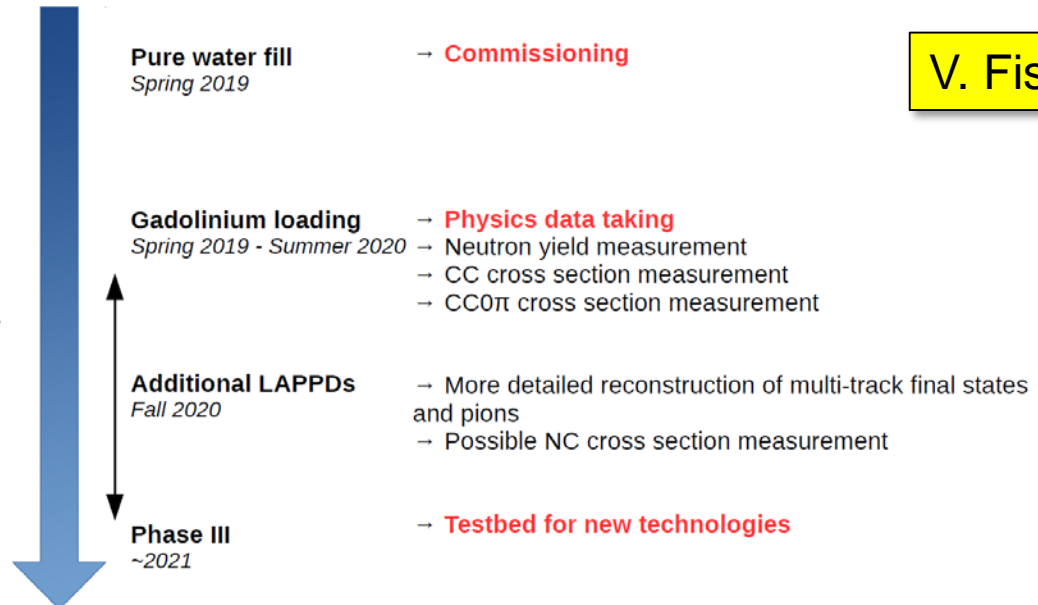 Pure water fill → Commissioning
Spring 2019
V. Fis
Gadolinium loading → Physics data taking
Spring 2019 - Summer 2020 → Neutron yield measurement
→ CC cross section measurement
→ CC0π cross section measurement
Additional LAPPDs → More detailed reconstruction of multi-track final states
Fall 2020 and pions
→ Possible NC cross section measurement
Phase III → Testbed for new technologies
~2021